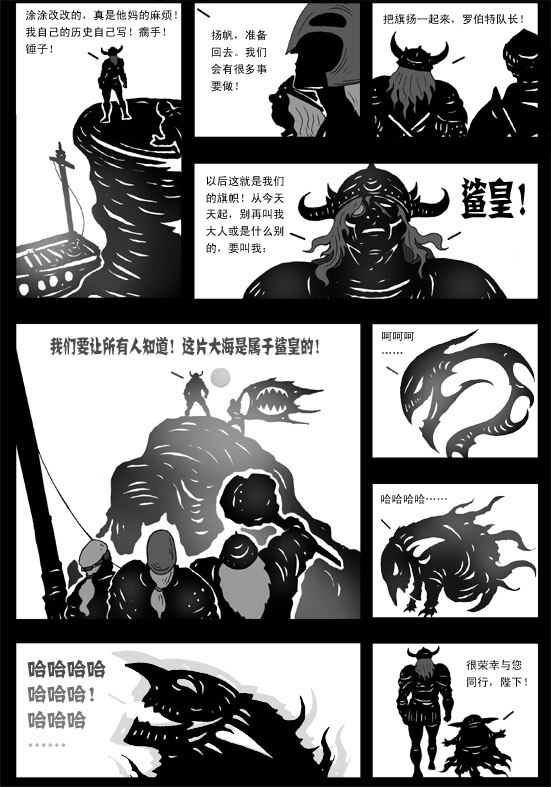 涂涂改改的，真是他妈的麻烦！
我自己的历史自己写！瘸手！
锤子！
扬帆，准备
回去。我们
会有很多事
要做！
把旗扬一起来，罗伯特队长！
以后这就是我们
的旗帜！从今天
天起，别再叫我
大人或是什么别
的，要叫我：
鲨皇！
我们要让所有人知道！这片大海是属于鲨皇的！
呵呵呵
……
哈哈哈哈……
哈哈哈哈
哈哈哈！
哈哈哈
……
很荣幸与您
同行，陛下！